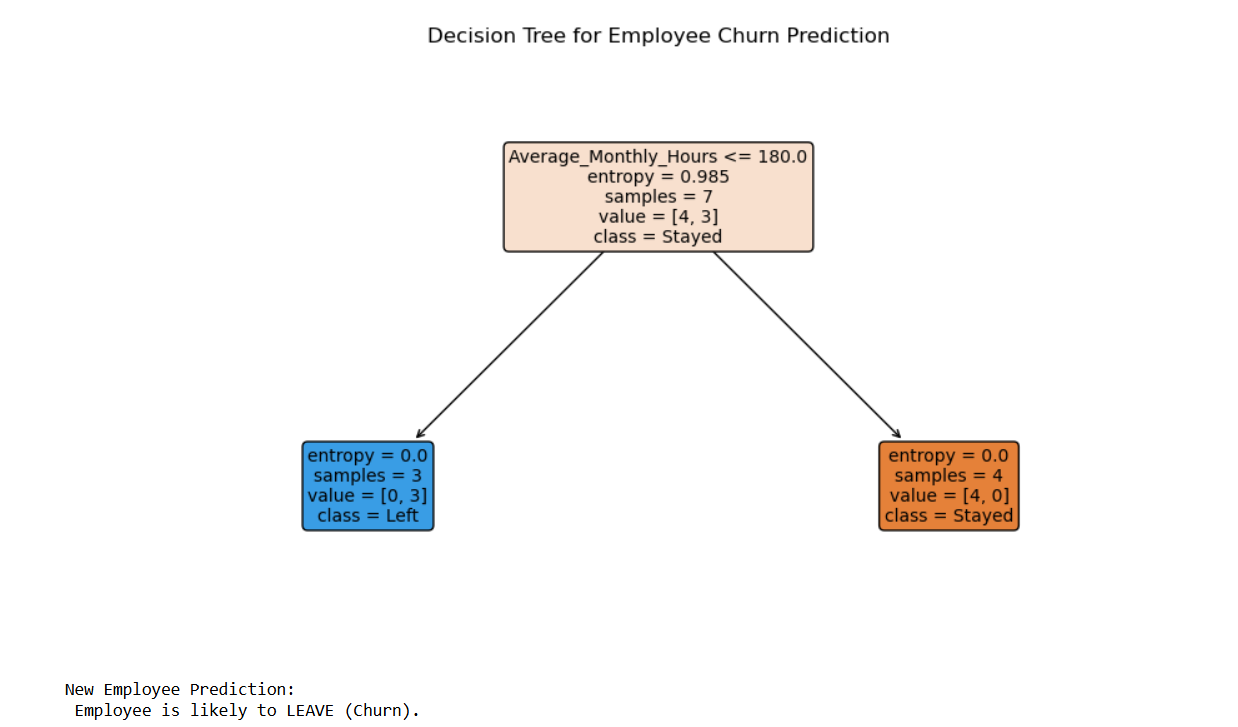 Decision Tree for Employee Churn Prediction
Average_Monthly_Hours <= 180.0
entropy = 0.985
samples = 7
value = [4, 3]
class = Stayed
entropy = 0.0
samples = 3
value = [0, 3]
class = Left
entropy = 0.0
samples = 4
value = [4, 0]
class = Stayed
New Employee Prediction:
Employee is likely to LEAVE (Churn).